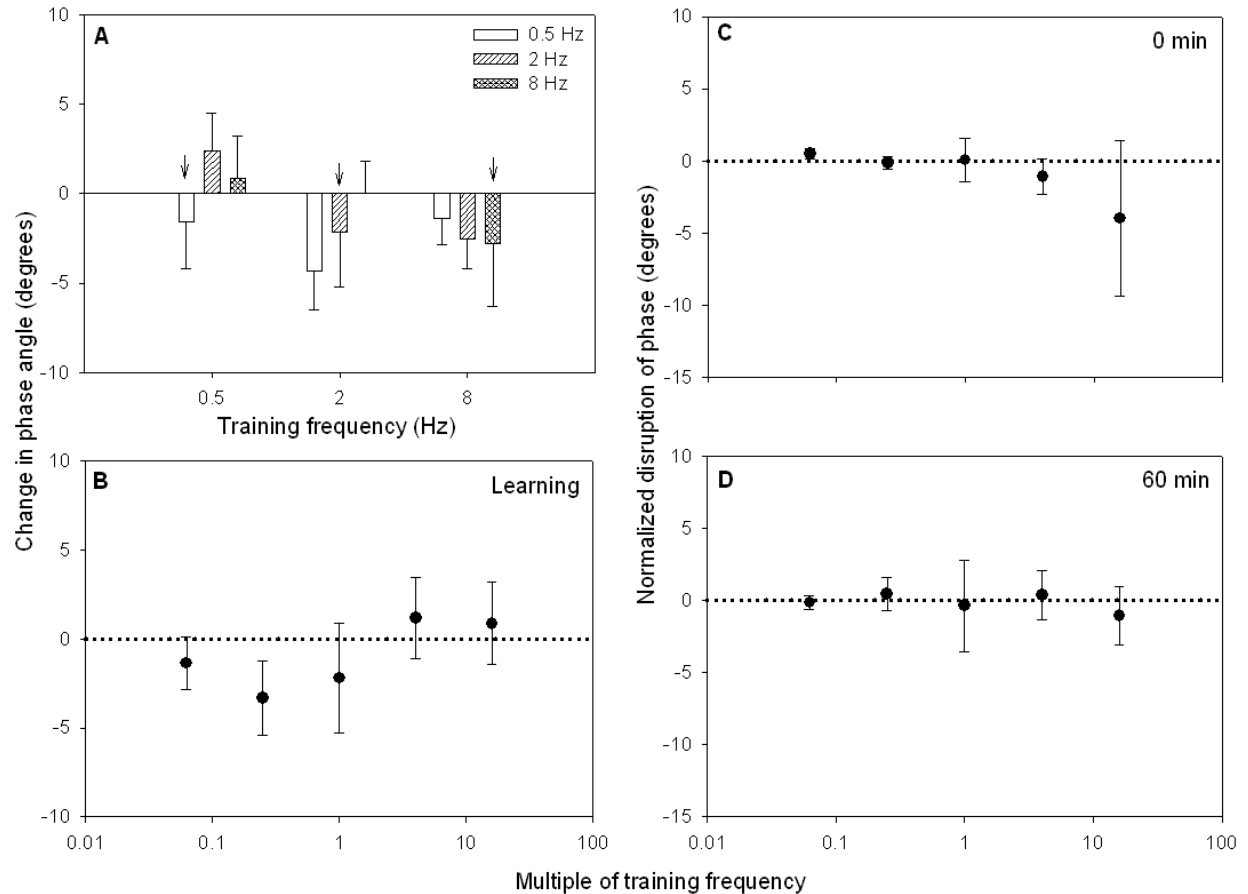 A
0.5 Hz
2 Hz
8 Hz
10
5
0
-5
-10
0.5 2 8
Training frequency (Hz)
Change in phase angle (degrees)
B
Learning
10
5
0
-5
-10
0.01 0.1 1 10 100
C
0 min
10
5
0
-5
-10
-15
Normalized disruption of phase (degrees)
D
60 min
10
5
0
-5
-10
-15
0.01 0.1 1 10 100
Multiple of training frequency